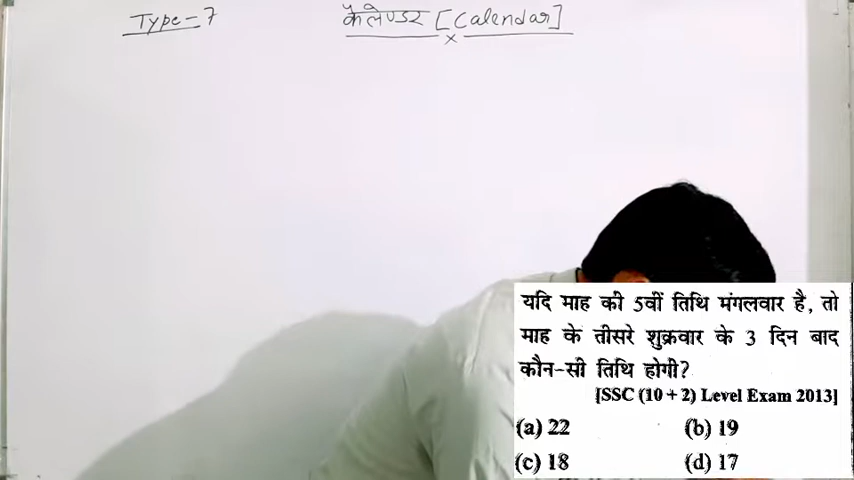 Type-7
कैलेण्डर [Calendar]
x
यदि माह की 5वीं तिथि मंगलवार है, तो
माह के तीसरे शुक्रवार के 3 दिन बाद
कौन-सी तिथि होगी?
[SSC (10 + 2) Level Exam 2013]
(a) 22 (b) 19
(c) 18 (d) 17